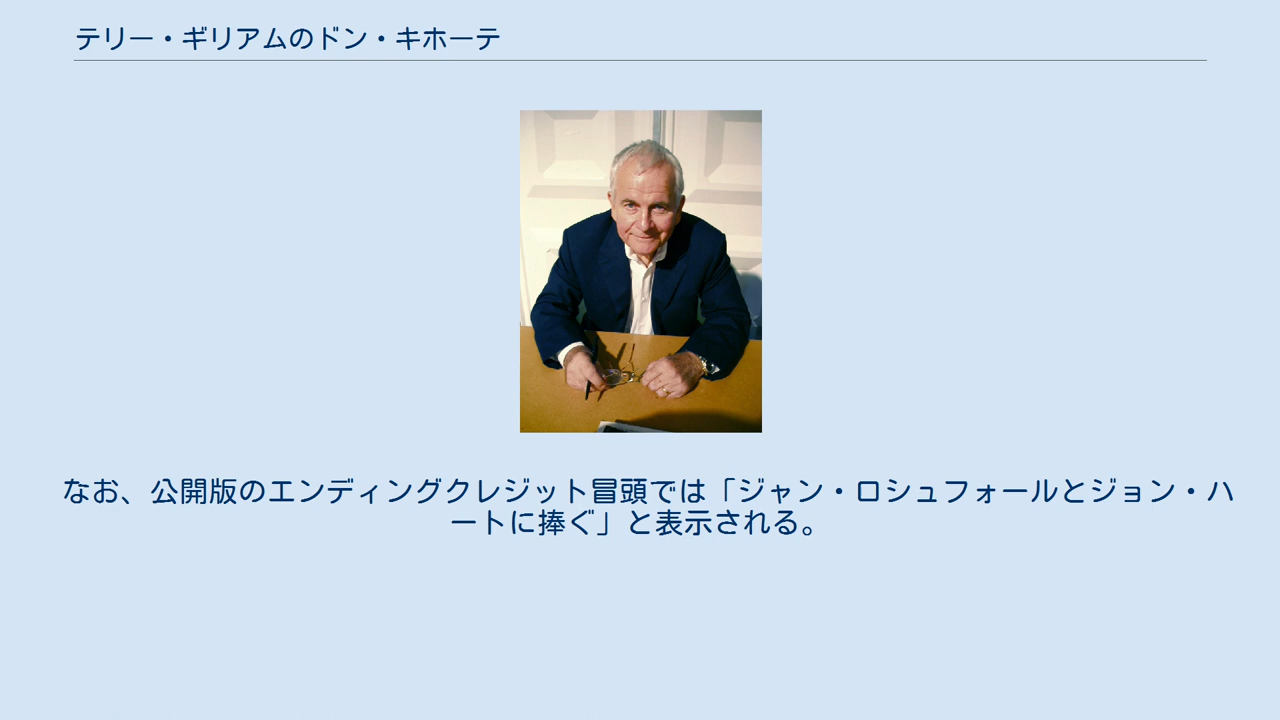 テリー・ギリアムのドン・キホーテ
なお、公開版のエンディングクレジット冒頭では「ジャン・ロシュフォールとジョン・ハ
ートに捧ぐ」と表示される。